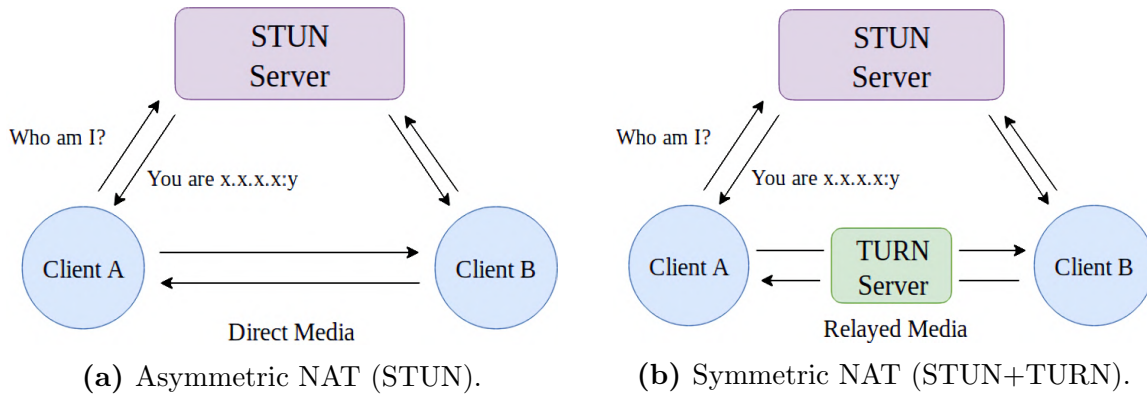 STUN
Server
Who am I?
You are x.x.x.x:y
Client A
Client B
Direct Media
(a) Asymmetric NAT (STUN).
STUN
Server
Who am I?
You are x.x.x.x:y
Client A
TURN
Server
Client B
Relayed Media
(b) Symmetric NAT (STUN+TURN).